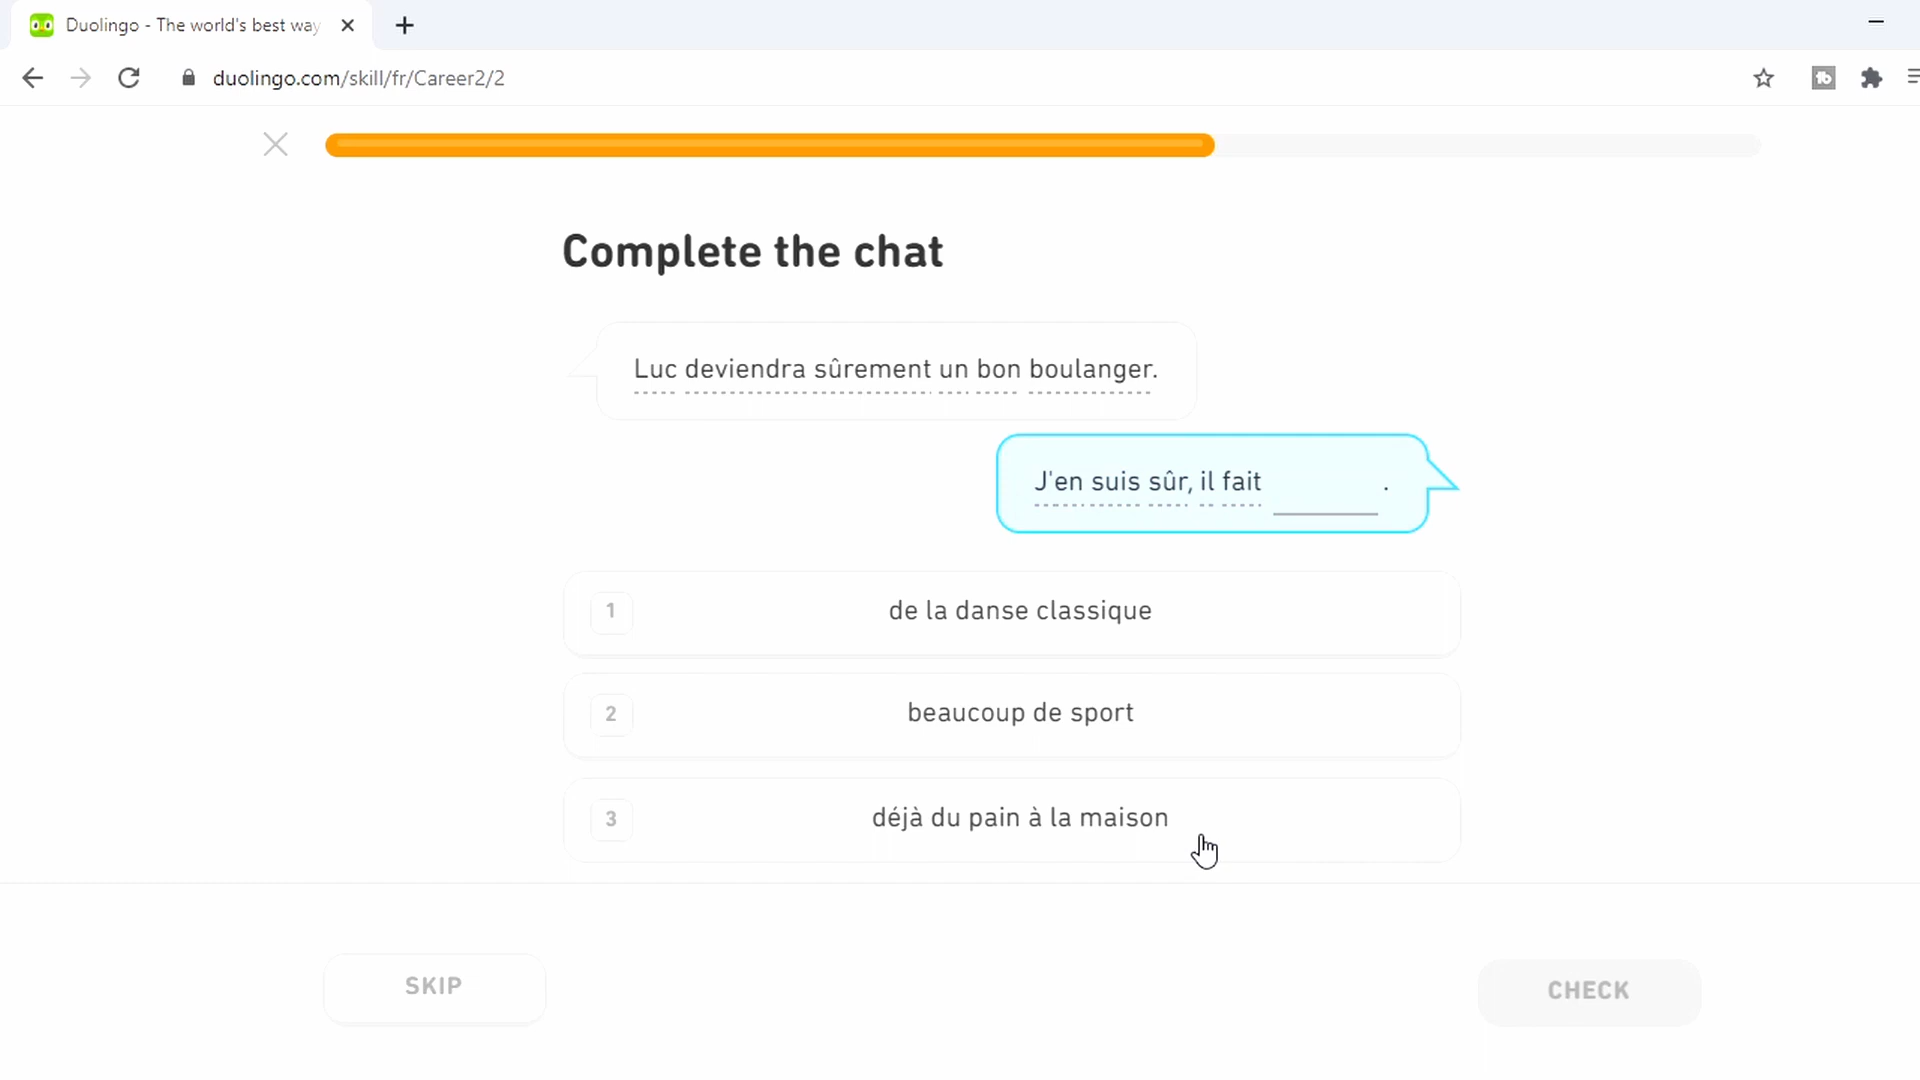 Duolingo - The world's best way
duolingo.com/skill/fr/Career2/2
Complete the chat
Luc deviendra sûrement un bon boulanger.
J'en suis sûr, il fait ________ .
1 de la danse classique
2 beaucoup de sport
3 déjà du pain à la maison
SKIP
CHECK